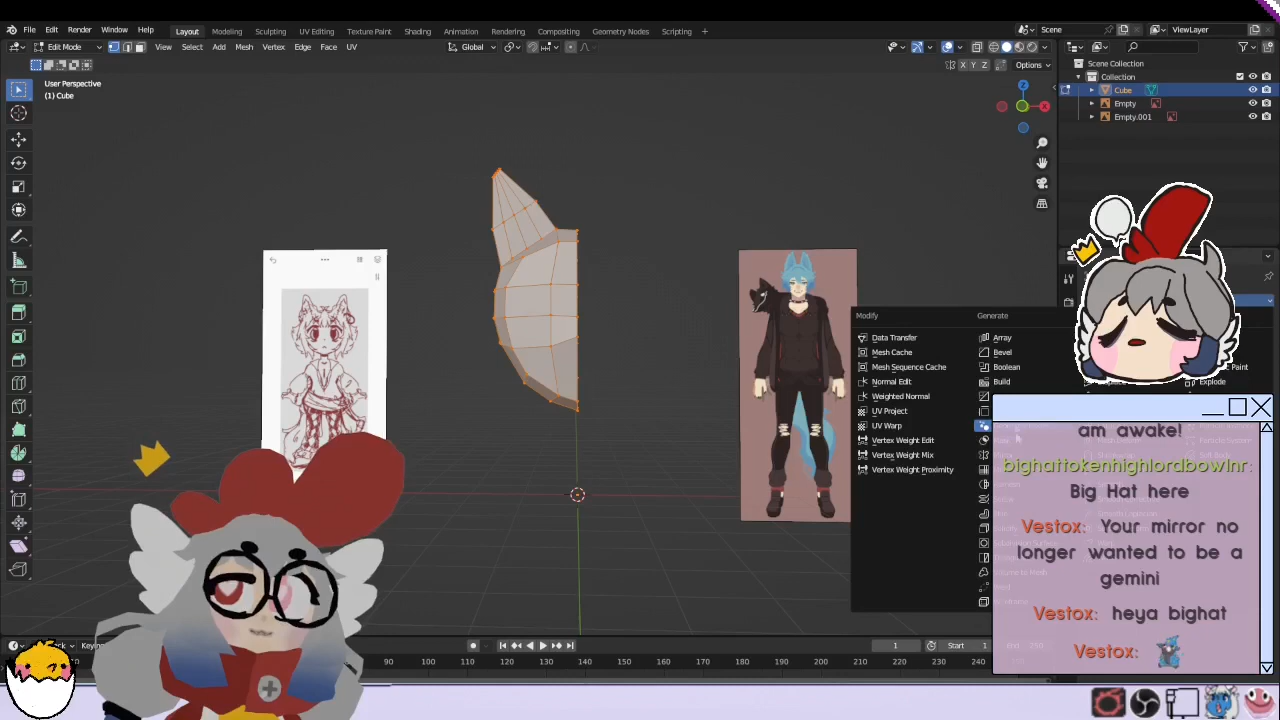 File Edit Render Window Help Layout Modeling Sculpting UV Editing Texture Paint Shading Animation Rendering Compositing Geometry Nodes Scripting + Scene ViewLayer
Edit Mode View Select Add Mesh Vertex Edge Face UV Global
X Y Z Options
User Perspective
(1) Cube
Scene Collection
Collection
Cube
Empty
Empty.001
Z
X
Modify Generate
Data Transfer Array
Mesh Cache Bevel
Mesh Sequence Cache Boolean
Normal Edit Build
Weighted Normal
UV Project
UV Warp
Vertex Weight Edit
Vertex Weight Mix
Vertex Weight Proximity
Paint
Explode
am awake!
bighattokenhighlordbowlnr:
Big Hat here
Vestox: Your mirror no
longer wanted to be a
gemini
Vestox: heya bighat
Vestox:
1 Start 1 End 250
90 100 110 120 130 140 150 160 170 180 190 200 210 220 230 240